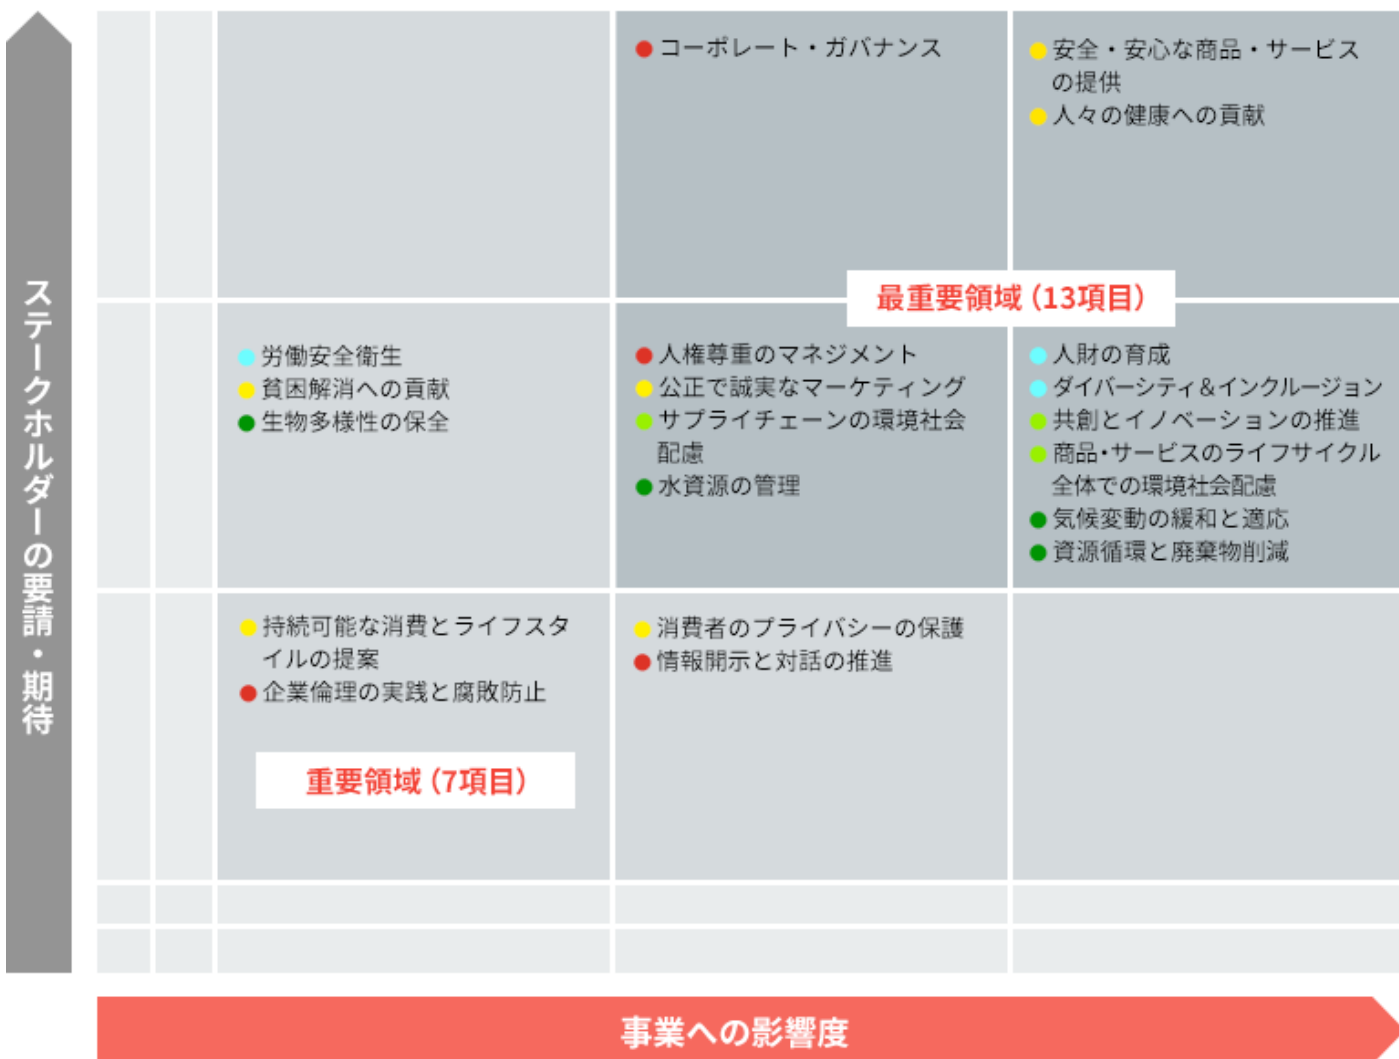 ステークホルダーの要請・期待
コーポレート・ガバナンス
安全・安心な商品・サービス
の提供
人々の健康への貢献
最重要領域（13項目）
労働安全衛生
貧困解消への貢献
生物多様性の保全
人権尊重のマネジメント
公正で誠実なマーケティング
サプライチェーンの環境社会
配慮
水資源の管理
人財の育成
ダイバーシティ＆インクルージョン
共創とイノベーションの推進
商品・サービスのライフサイクル
全体での環境社会配慮
気候変動の緩和と適応
資源循環と廃棄物削減
持続可能な消費とライフスタ
イルの提案
企業倫理の実践と腐敗防止
重要領域（7項目）
消費者のプライバシーの保護
情報開示と対話の推進
事業への影響度